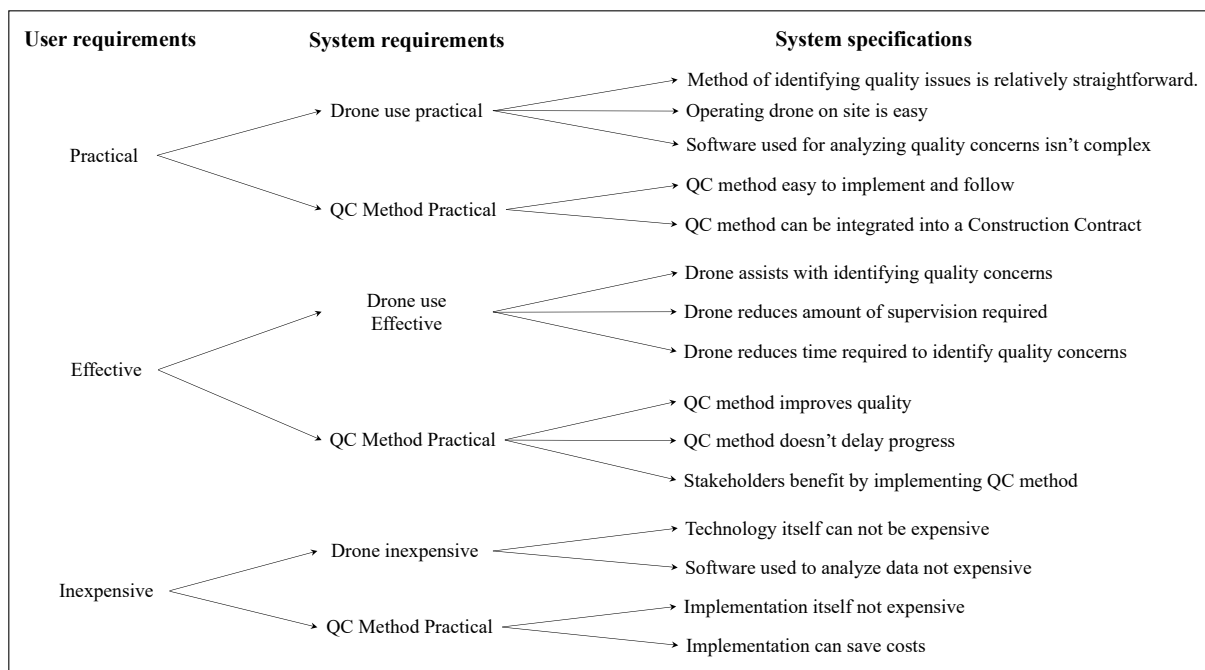 User requirements
System requirements
System specifications
Method of identifying quality issues is relatively straightforward.
Drone use practical
Operating drone on site is easy
Software used for analyzing quality concerns isn’t complex
Practical
QC method easy to implement and follow
QC Method Practical
QC method can be integrated into a Construction Contract
Drone assists with identifying quality concerns
Drone use
Effective
Drone reduces amount of supervision required
Drone reduces time required to identify quality concerns
Effective
QC method improves quality
QC Method Practical
QC method doesn’t delay progress
Stakeholders benefit by implementing QC method
Technology itself can not be expensive
Drone inexpensive
Software used to analyze data not expensive
Inexpensive
Implementation itself not expensive
QC Method Practical
Implementation can save costs